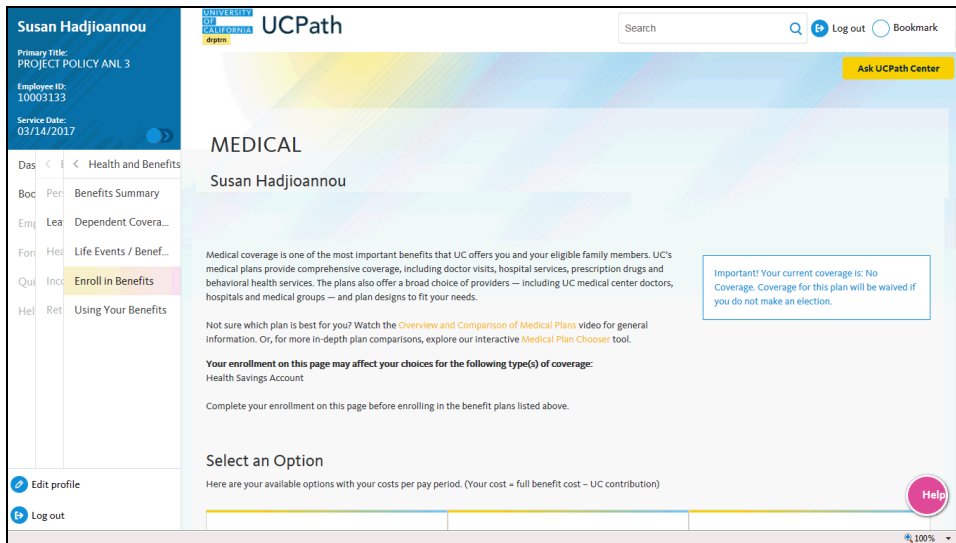 Susan Hadjioannou
Primary Title:
PROJECT POLICY ANL 3
Employee ID:
10003133
Service Date:
03/14/2017
UNIVERSITY
OF
CALIFORNIA
drptrn
UCPath
Search
Log out
Bookmark
Ask UCPath Center
Das
Boo
Emp
For
Qui
Hel
Per
Lea
Hea
Inco
Ret
Health and Benefits
Benefits Summary
Dependent Covera...
Life Events / Benef...
Enroll in Benefits
Using Your Benefits
Edit profile
Log out
MEDICAL
Susan Hadjioannou
Medical coverage is one of the most important benefits that UC offers you and your eligible family members. UC's
medical plans provide comprehensive coverage, including doctor visits, hospital services, prescription drugs and
behavioral health services. The plans also offer a broad choice of providers — including UC medical center doctors,
hospitals and medical groups — and plan designs to fit your needs.
Not sure which plan is best for you? Watch the Overview and Comparison of Medical Plans video for general
information. Or, for more in-depth plan comparisons, explore our interactive Medical Plan Chooser tool.
Your enrollment on this page may affect your choices for the following type(s) of coverage:
Health Savings Account
Complete your enrollment on this page before enrolling in the benefit plans listed above.
Important! Your current coverage is: No
Coverage. Coverage for this plan will be waived if
you do not make an election.
Select an Option
Here are your available options with your costs per pay period. (Your cost = full benefit cost – UC contribution)
Help
100%